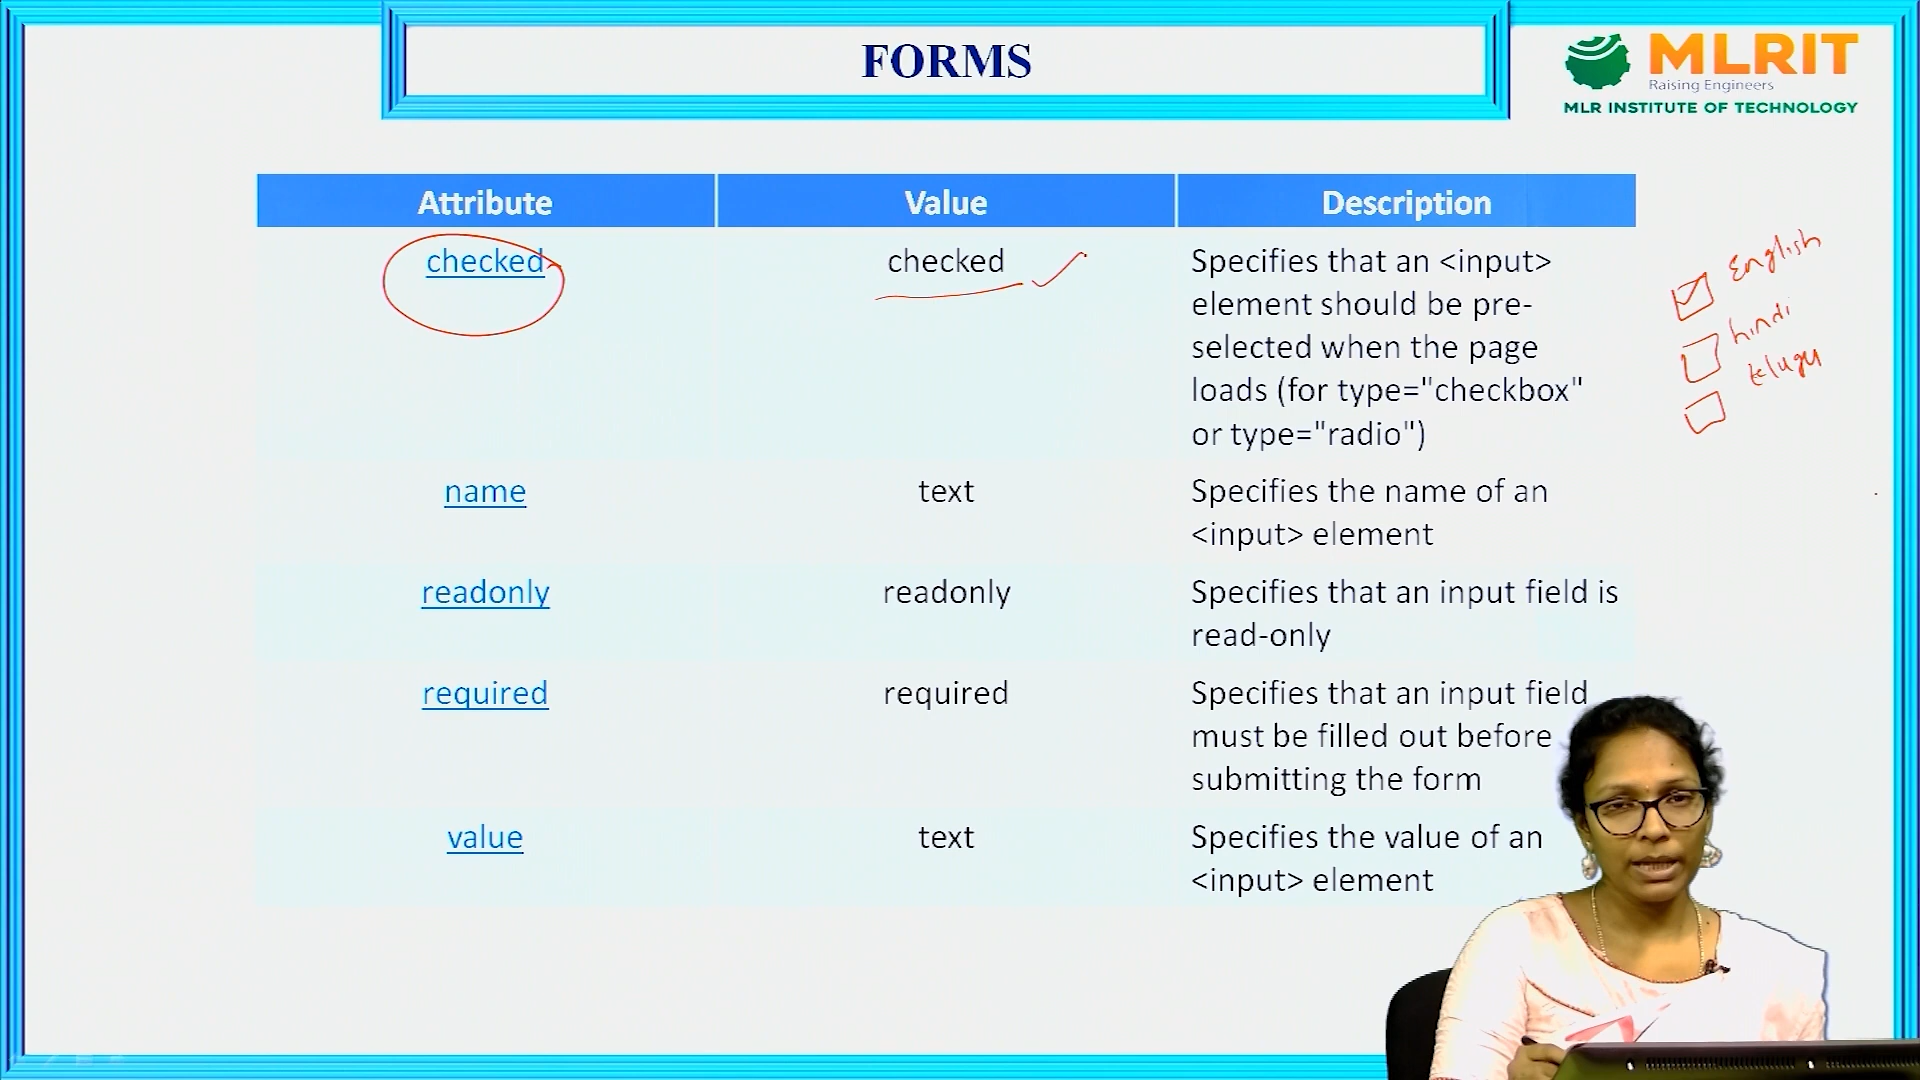 FORMS
MLRIT
Raising Engineers
MLR INSTITUTE OF TECHNOLOGY
Attribute Value Description
checked checked Specifies that an <input>
element should be pre-
selected when the page
loads (for type="checkbox"
or type="radio")
English
hindi
telugu
name text Specifies the name of an
<input> element
readonly readonly Specifies that an input field is
read-only
required required Specifies that an input field
must be filled out before
submitting the form
value text Specifies the value of an
<input> element